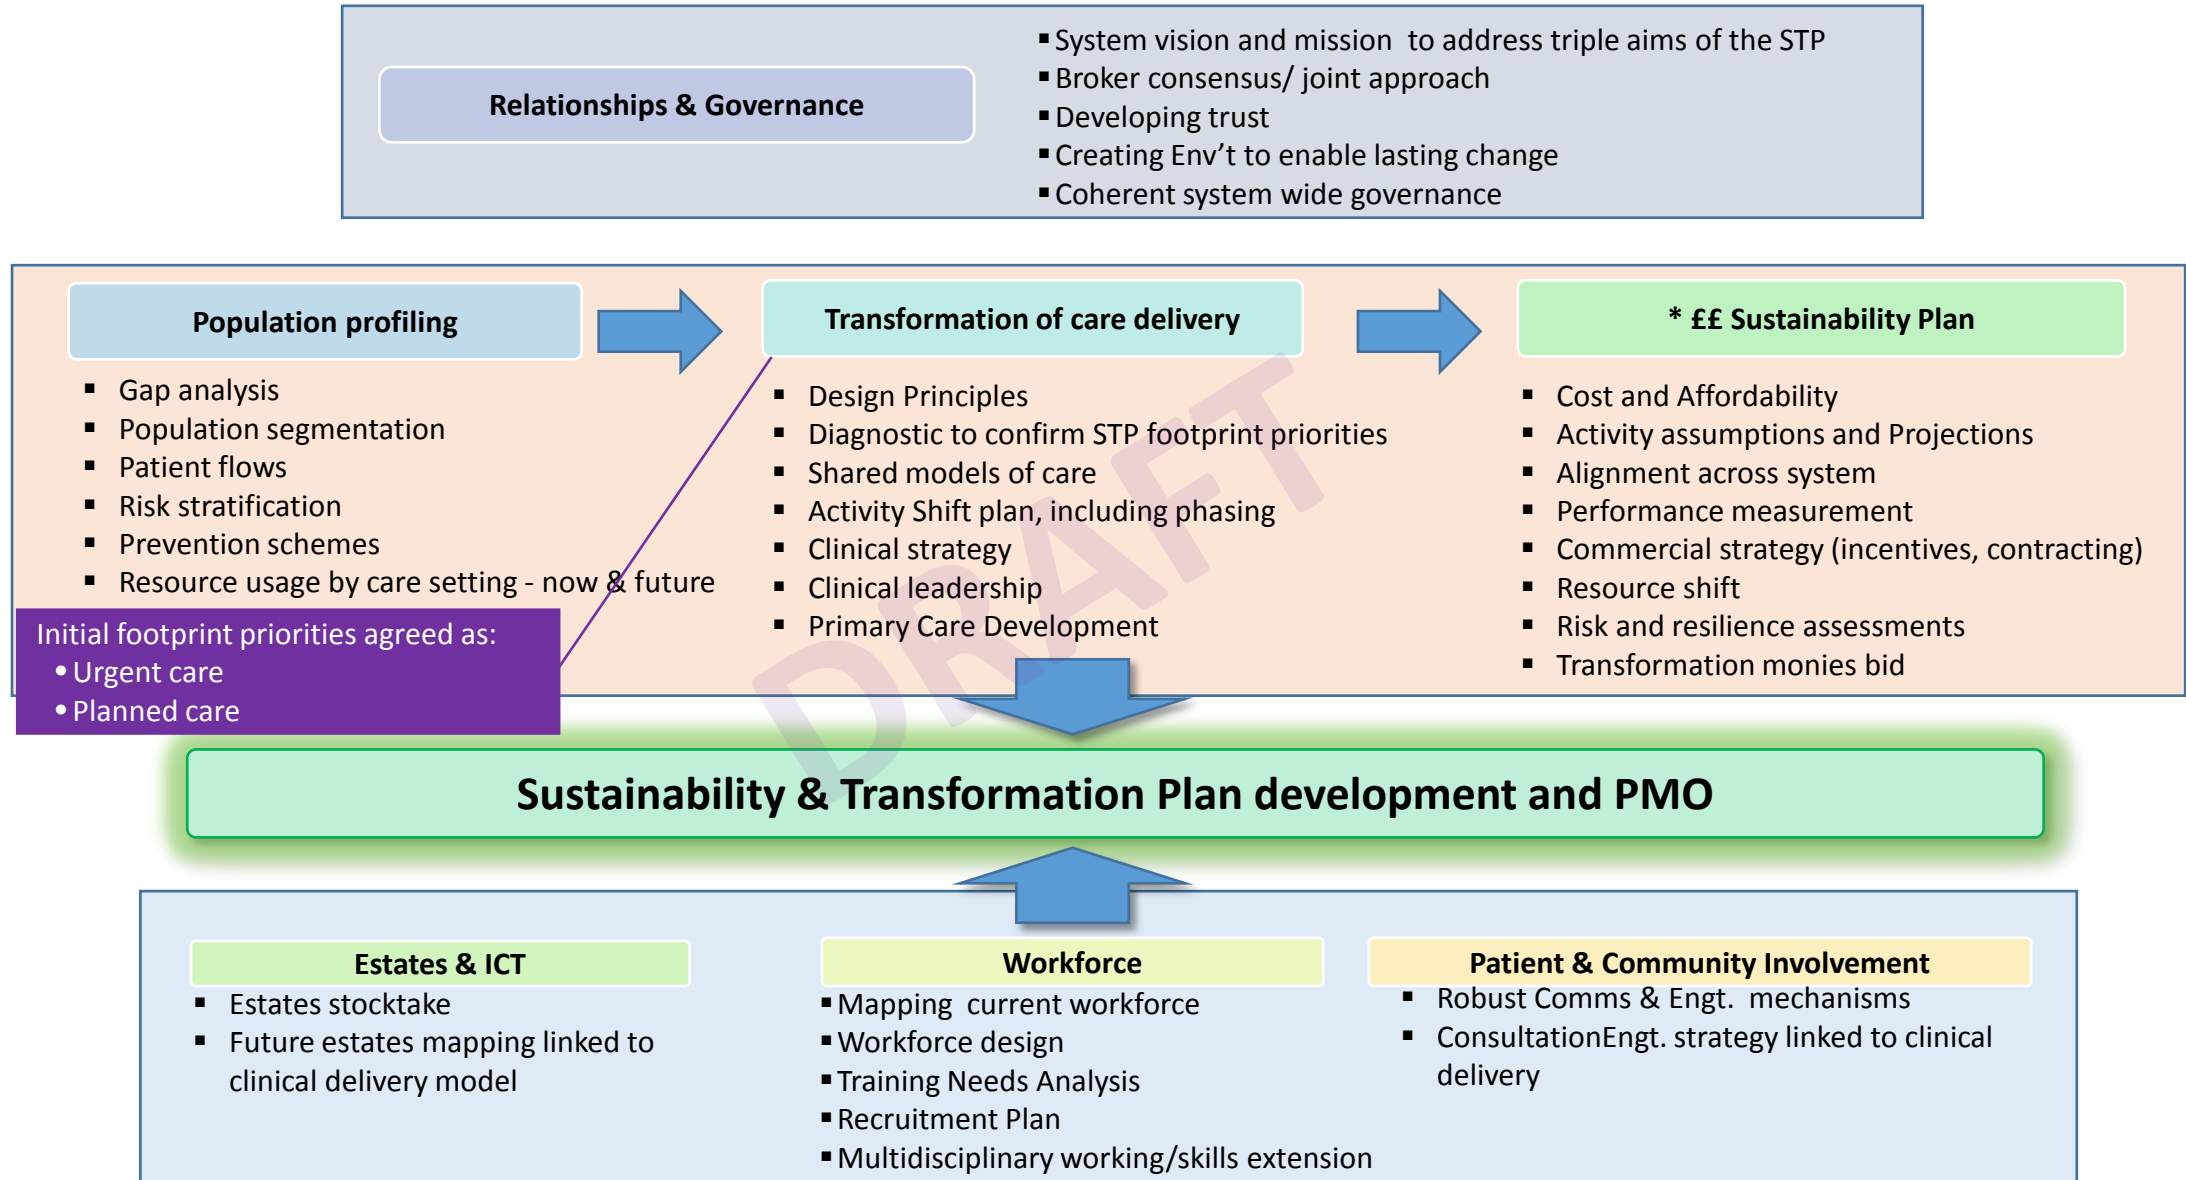 Relationships & Governance
▪ System vision and mission to address triple aims of the STP
▪ Broker consensus/ joint approach
▪ Developing trust
▪ Creating Env't to enable lasting change
▪ Coherent system wide governance
Population profiling
▪ Gap analysis
▪ Population segmentation
▪ Patient flows
▪ Risk stratification
▪ Prevention schemes
▪ Resource usage by care setting - now & future
Initial footprint priorities agreed as:
• Urgent care
• Planned care
Transformation of care delivery
▪ Design Principles
▪ Diagnostic to confirm STP footprint priorities
▪ Shared models of care
▪ Activity Shift plan, including phasing
▪ Clinical strategy
▪ Clinical leadership
▪ Primary Care Development
* ££ Sustainability Plan
▪ Cost and Affordability
▪ Activity assumptions and Projections
▪ Alignment across system
▪ Performance measurement
▪ Commercial strategy (incentives, contracting)
▪ Resource shift
▪ Risk and resilience assessments
▪ Transformation monies bid
DRAFT
Sustainability & Transformation Plan development and PMO
Estates & ICT
▪ Estates stocktake
▪ Future estates mapping linked to
clinical delivery model
Workforce
▪ Mapping current workforce
▪ Workforce design
▪ Training Needs Analysis
▪ Recruitment Plan
▪ Multidisciplinary working/skills extension
Patient & Community Involvement
▪ Robust Comms & Engt. mechanisms
▪ ConsultationEngt. strategy linked to clinical
delivery